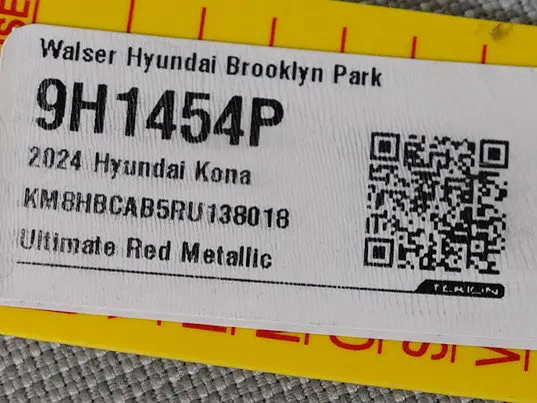 Walser Hyundai Brooklyn Park
9H1454P
2024 Hyundai Kona
KM8HBCAB5RU138018
Ultimate Red Metallic